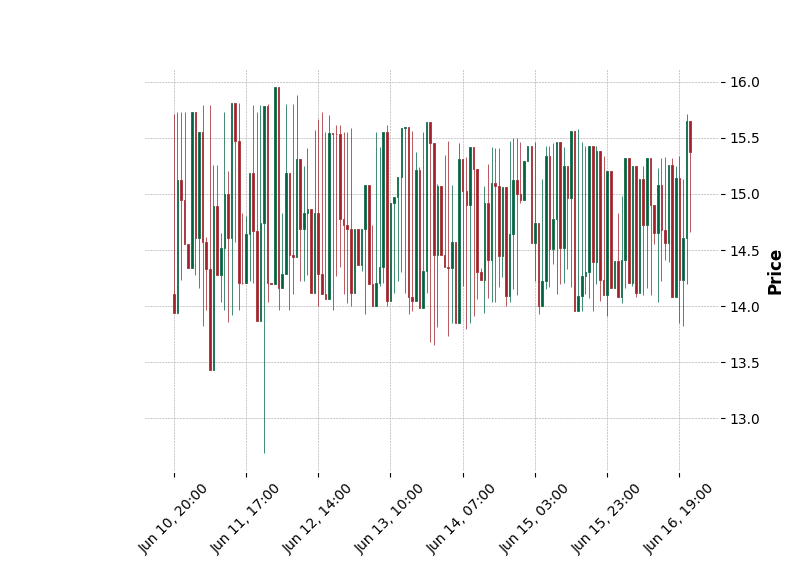 16.0
15.5
15.0
14.5
14.0
13.5
13.0
Price
Jun 10, 20:00
Jun 11, 17:00
Jun 12, 14:00
Jun 13, 10:00
Jun 14, 07:00
Jun 15, 03:00
Jun 15, 23:00
Jun 16, 19:00